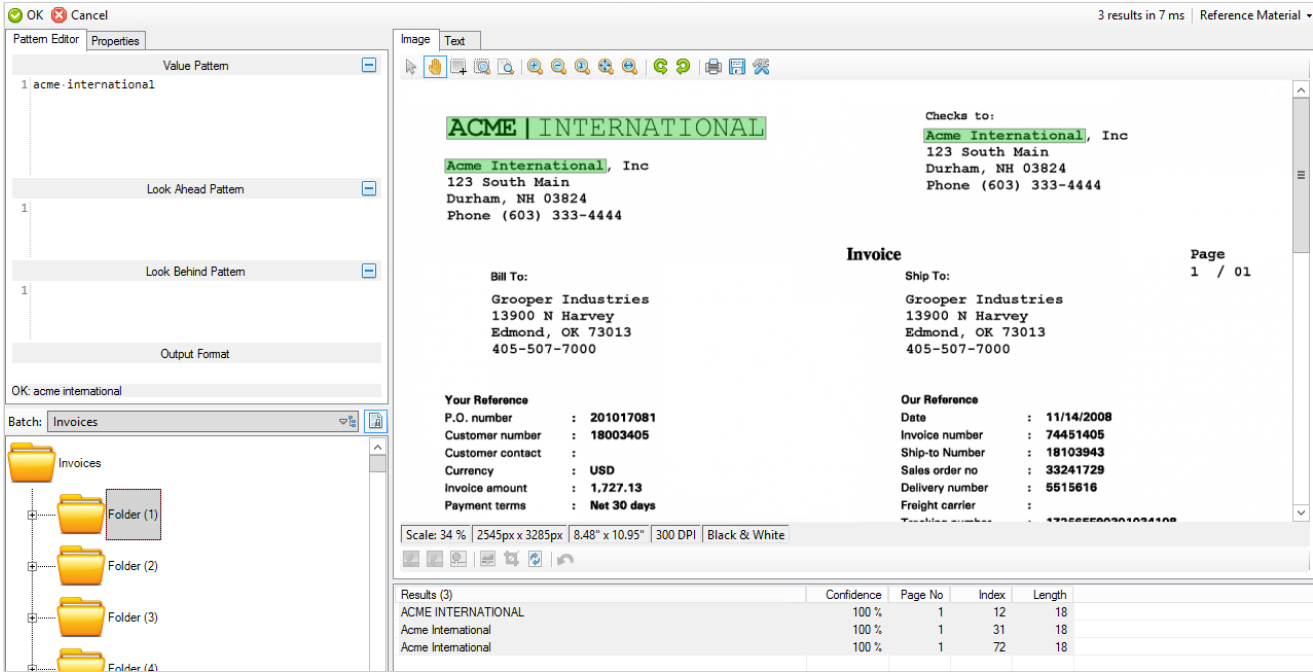 OK Cancel
3 results in 7 ms Reference Material
Pattern Editor Properties
Value Pattern
1 acme·international
Look Ahead Pattern
1
Look Behind Pattern
1
Output Format
OK: acme international
Batch: Invoices
Invoices
Folder (1)
Folder (2)
Folder (3)
Folder (4)
Image Text
ACME | INTERNATIONAL
Acme International, Inc
123 South Main
Durham, NH 03824
Phone (603) 333-4444
Checks to:
Acme International, Inc
123 South Main
Durham, NH 03824
Phone (603) 333-4444
Invoice
Page
1 / 01
Bill To:
Grooper Industries
13900 N Harvey
Edmond, OK 73013
405-507-7000
Ship To:
Grooper Industries
13900 N Harvey
Edmond, OK 73013
405-507-7000
Your Reference
P.O. number : 201017081
Customer number : 18003405
Customer contact :
Currency : USD
Invoice amount : 1,727.13
Payment terms : Net 30 days
Our Reference
Date : 11/14/2008
Invoice number : 74451405
Ship-to Number : 18103943
Sales order no : 33241729
Delivery number : 5515616
Freight carrier :
Tracking number :
Scale: 34 % 2545px x 3285px 8.48" x 10.95" 300 DPI Black & White
Results (3) Confidence Page No Index Length
ACME INTERNATIONAL 100 % 1 12 18
Acme International 100 % 1 31 18
Acme International 100 % 1 72 18